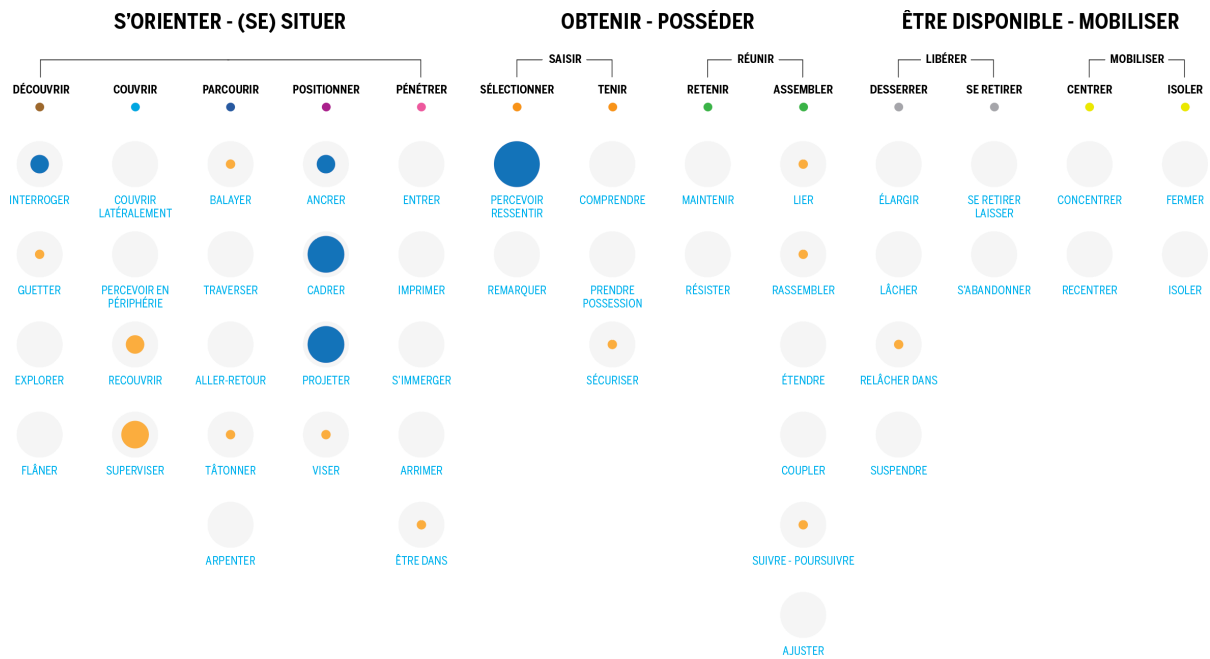 S'ORIENTER - (SE) SITUER
OBTENIR - POSSÉDER
ÊTRE DISPONIBLE - MOBILISER
SAISIR
RÉUNIR
LIBÉRER
MOBILISER
DÉCOUVRIR
COUVRIR
PARCOURIR
POSITIONNER
PÉNÉTRER
SÉLECTIONNER
TENIR
RETENIR
ASSEMBLER
DESSERRER
SE RETIRER
CENTRER
ISOLER
INTERROGER
COUVRIR
LATÉRALEMENT
BALAYER
ANCRER
ENTRER
PERCEVOIR
RESSENTIR
COMPRENDRE
MAINTENIR
LIER
ÉLARGIR
SE RETIRER
LAISSER
CONCENTRER
FERMER
GUETTER
PERCEVOIR EN
PÉRIPHÉRIE
TRAVERSER
CADRER
IMPRIMER
REMARQUER
PRENDRE
POSSESSION
RÉSISTER
RASSEMBLER
LÂCHER
S'ABANDONNER
RECENTRER
ISOLER
EXPLORER
RECOUVRIR
ALLER-RETOUR
PROJETER
S'IMMERGER
SÉCURISER
ÉTENDRE
RELÂCHER DANS
FLÂNER
SUPERVISER
TÂTONNER
VISER
ARRIMER
COUPLER
SUSPENDRE
ARPENTER
ÊTRE DANS
SUIVRE - POURSUIVRE
AJUSTER